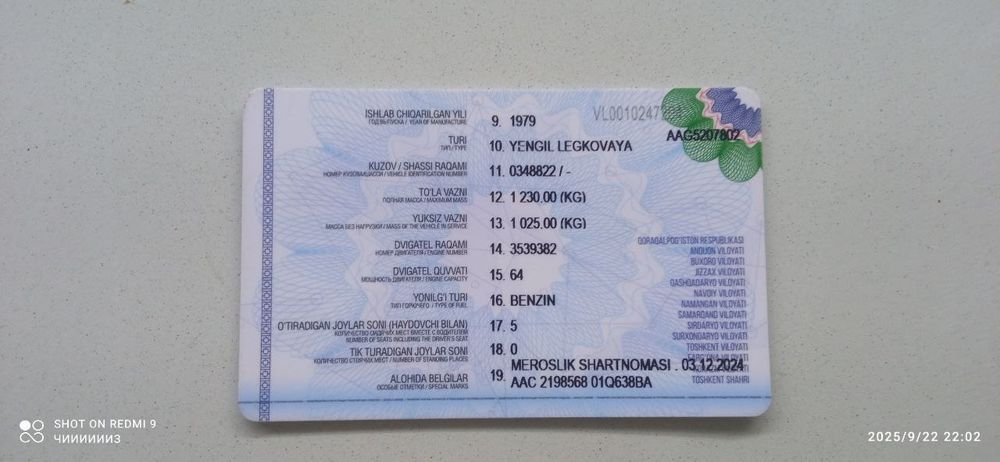 VL0010247
AAG5207802
ISHLAB CHIQARILGAN YILI 9. 1979
ГОД ВЫПУСКА / YEAR OF MANUFACTURE
TURI 10. YENGIL LEGKOVAYA
ТИП / TYPE
KUZOV / SHASSI RAQAMI 11. 0348822 / -
НОМЕР КУЗОВА/ШАССИ / VEHICLE IDENTIFICATION NUMBER
TO'LA VAZNI 12. 1 230.00 (KG)
ПОЛНАЯ МАССА / MAXIMUM MASS
YUKSIZ VAZNI 13. 1 025.00 (KG)
МАССА БЕЗ НАГРУЗКИ / MASS OF THE VEHICLE IN SERVICE
DVIGATEL RAQAMI 14. 3539382
НОМЕР ДВИГАТЕЛЯ / ENGINE NUMBER
DVIGATEL QUVVATI 15. 64
МОЩНОСТЬ ДВИГАТЕЛЯ / ENGINE CAPACITY
YONILG'I TURI 16. BENZIN
ТИП ГОРЮЧЕГО / TYPE OF FUEL
O'TIRADIGAN JOYLAR SONI (HAYDOVCHI BILAN) 17. 5
КОЛИЧЕСТВО СИДЯЧИХ МЕСТ ВМЕСТЕ С ВОДИТЕЛЕМ
NUMBER OF SEATS INCLUDING THE DRIVER'S SEAT
TIK TURADIGAN JOYLAR SONI 18. 0
КОЛИЧЕСТВО СТОЯЧИХ МЕСТ / NUMBER OF STANDING PLACES
ALOHIDA BELGILAR 19. MEROSLIK SHARTNOMASI . 03.12.2024
ОСОБЫЕ ОТМЕТКИ / SPECIAL MARKS
AAC 2198568 01Q638BA
QORAQALPOG'ISTON RESPUBLIKASI
ANDIJON VILOYATI
BUXORO VILOYATI
JIZZAX VILOYATI
QASHQADARYO VILOYATI
NAVOIY VILOYATI
NAMANGAN VILOYATI
SAMARQAND VILOYATI
SIRDARYO VILOYATI
SURXONDARYO VILOYATI
TOSHKENT VILOYATI
FARG'ONA VILOYATI
TOSHKENT SHAHRI
SHOT ON REDMI 9
ЧИИИИИИЗ
2025/9/22 22:02